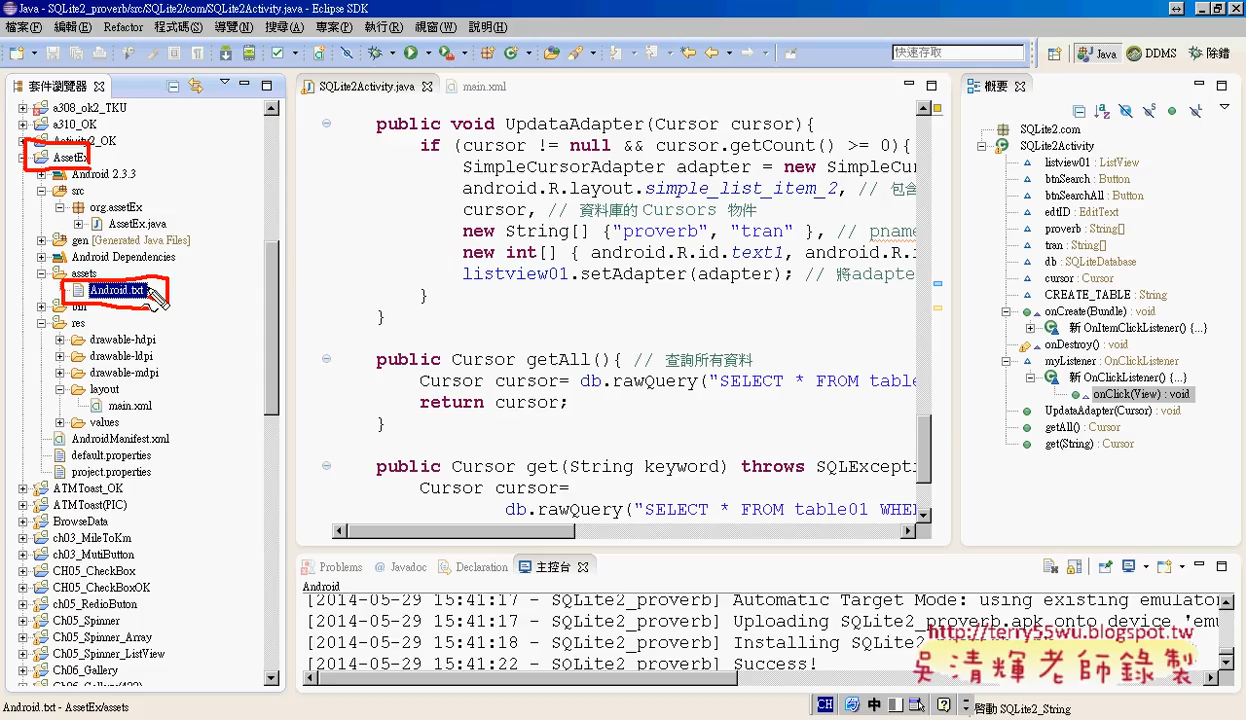 Java - SQLite2_proverb/src/SQLite2/com/SQLite2Activity.java - Eclipse SDK
檔案(F) 編輯(E) Refactor 程式碼(S) 導覽(N) 搜尋(A) 專案(P) 執行(R) 視窗(W) 說明(H)
快速存取 Java DDMS 除錯
套件瀏覽器
a308_ok2_TKU
a310_OK
Activity2_OK
AssetEx
Android 2.3.3
src
org.assetEx
AssetEx.java
gen [Generated Java Files]
Android Dependencies
assets
Android.txt
bin
res
drawable-hdpi
drawable-ldpi
drawable-mdpi
layout
main.xml
values
AndroidManifest.xml
default.properties
project.properties
ATMToast_OK
ATMToast(PIC)
BrowseData
ch03_MileToKm
ch03_MutiButton
CH05_CheckBox
CH05_CheckBoxOK
ch05_RedioButon
Ch05_Spinner
Ch05_Spinner_Array
Ch05_Spinner_ListView
Ch06_Gallery
SQLite2Activity.java main.xml
public void UpdataAdapter(Cursor cursor){
if (cursor != null && cursor.getCount() >= 0){
SimpleCursorAdapter adapter = new SimpleCur
android.R.layout.simple_list_item_2, // 包含
cursor, // 資料庫的 Cursors 物件
new String[] {"proverb", "tran" }, // pname
new int[] { android.R.id.text1, android.R.i
listview01.setAdapter(adapter); // 將adapte
}
}
public Cursor getAll(){ // 查詢所有資料
Cursor cursor= db.rawQuery("SELECT * FROM table
return cursor;
}
public Cursor get(String keyword) throws SQLExcepti
Cursor cursor=
db.rawQuery("SELECT * FROM table01 WHE
概要
SQLite2.com
SQLite2Activity
listview01 : ListView
btnSearch : Button
btnSearchAll : Button
edtID : EditText
proverb : String[]
tran : String[]
db : SQLiteDatabase
cursor : Cursor
CREATE_TABLE : String
onCreate(Bundle) : void
新 OnItemClickListener() {...}
onDestroy() : void
myListener : OnClickListener
新 OnClickListener() {...}
onClick(View) : void
UpdataAdapter(Cursor) : void
getAll() : Cursor
get(String) : Cursor
Problems @ Javadoc Declaration 主控台
Android
[2014-05-29 15:41:17 - SQLite2_proverb] Automatic Target Mode: using existing emulator
[2014-05-29 15:41:17 - SQLite2_proverb] Uploading SQLite2_proverb.apk onto device 'emu
[2014-05-29 15:41:18 - SQLite2_proverb] Installing SQLite2_
[2014-05-29 15:41:22 - SQLite2_proverb] Success!
http://terry55wu.blogspot.tw
吳清輝老師錄製
Android.txt - AssetEx/assets
CH 中 啓動 SQLite2_String